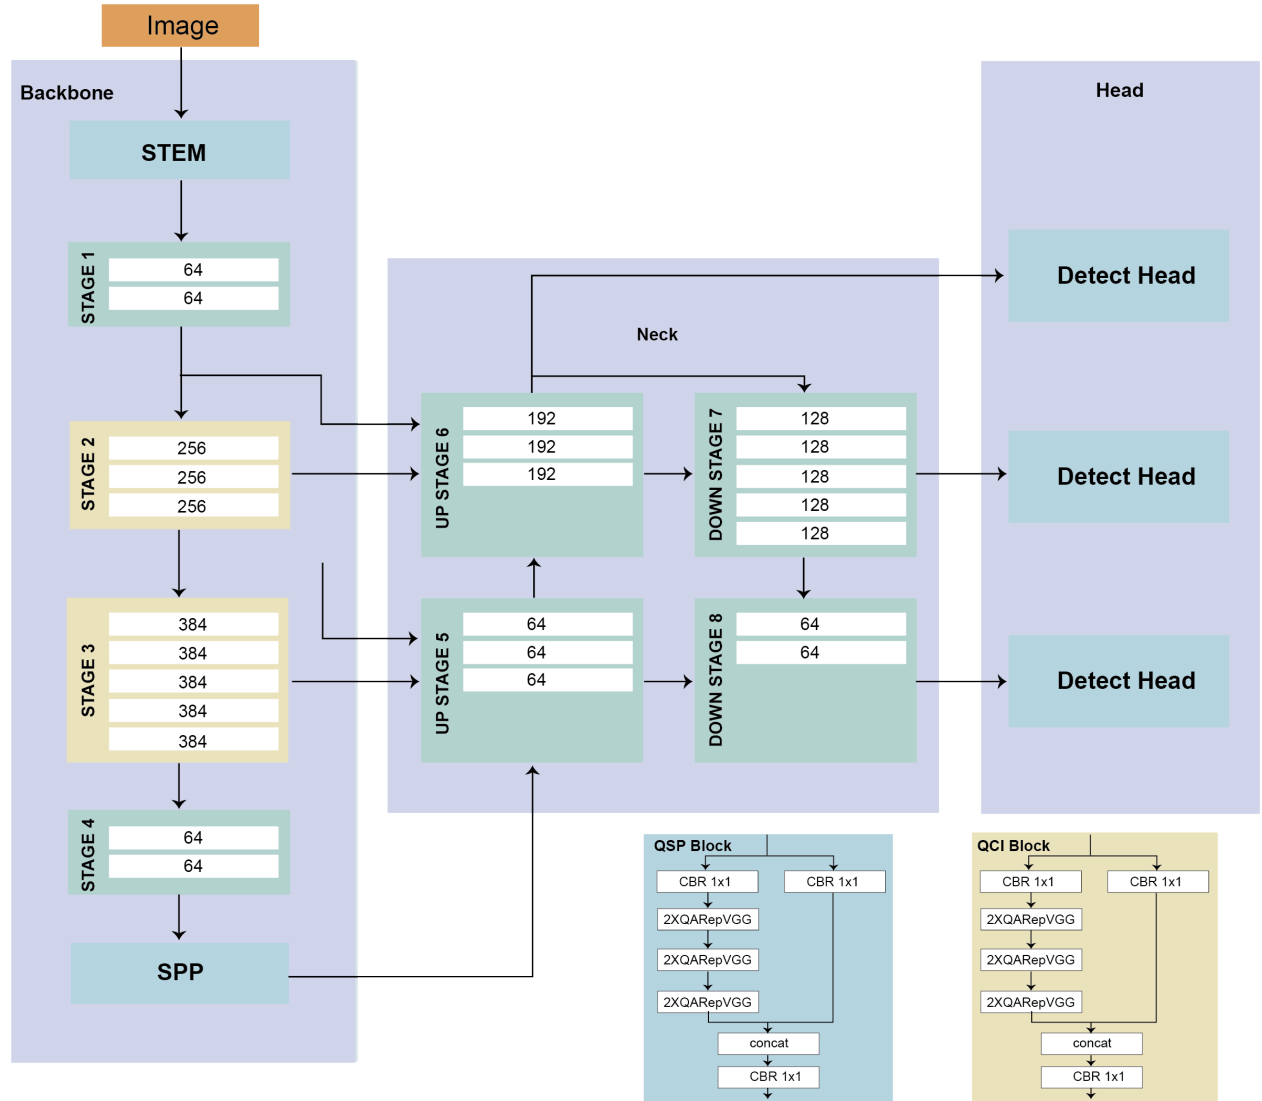 Image
Backbone
STEM
STAGE 1
64
64
STAGE 2
256
256
256
STAGE 3
384
384
384
384
384
STAGE 4
64
64
SPP
Neck
UP STAGE 6
192
192
192
DOWN STAGE 7
128
128
128
128
128
UP STAGE 5
64
64
64
DOWN STAGE 8
64
64
Head
Detect Head
Detect Head
Detect Head
QSP Block
CBR 1x1
CBR 1x1
2XQARepVGG
2XQARepVGG
2XQARepVGG
concat
CBR 1x1
QCI Block
CBR 1x1
CBR 1x1
2XQARepVGG
2XQARepVGG
2XQARepVGG
concat
CBR 1x1